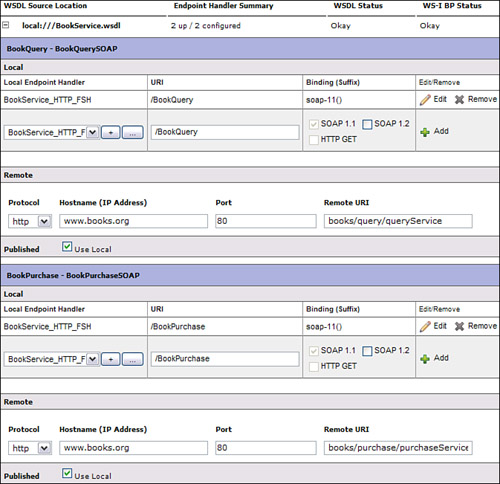 WSDL Source Location Endpoint Handler Summary WSDL Status WS-I BP Status
local:///BookService.wsdl 2 up / 2 configured Okay Okay
BookQuery - BookQuerySOAP
Local
Local Endpoint Handler URI Binding (Suffix) Edit/Remove
BookService_HTTP_FSH /BookQuery soap-11() Edit Remove
BookService_HTTP_F + ... /BookQuery SOAP 1.1 SOAP 1.2 Add
HTTP GET
Remote
Protocol Hostname (IP Address) Port Remote URI
http www.books.org 80 books/query/queryService
Published Use Local
BookPurchase - BookPurchaseSOAP
Local
Local Endpoint Handler URI Binding (Suffix) Edit/Remove
BookService_HTTP_FSH /BookPurchase soap-11() Edit Remove
BookService_HTTP_F + ... /BookPurchase SOAP 1.1 SOAP 1.2 Add
HTTP GET
Remote
Protocol Hostname (IP Address) Port Remote URI
http www.books.org 80 books/purchase/purchaseService
Published Use Local